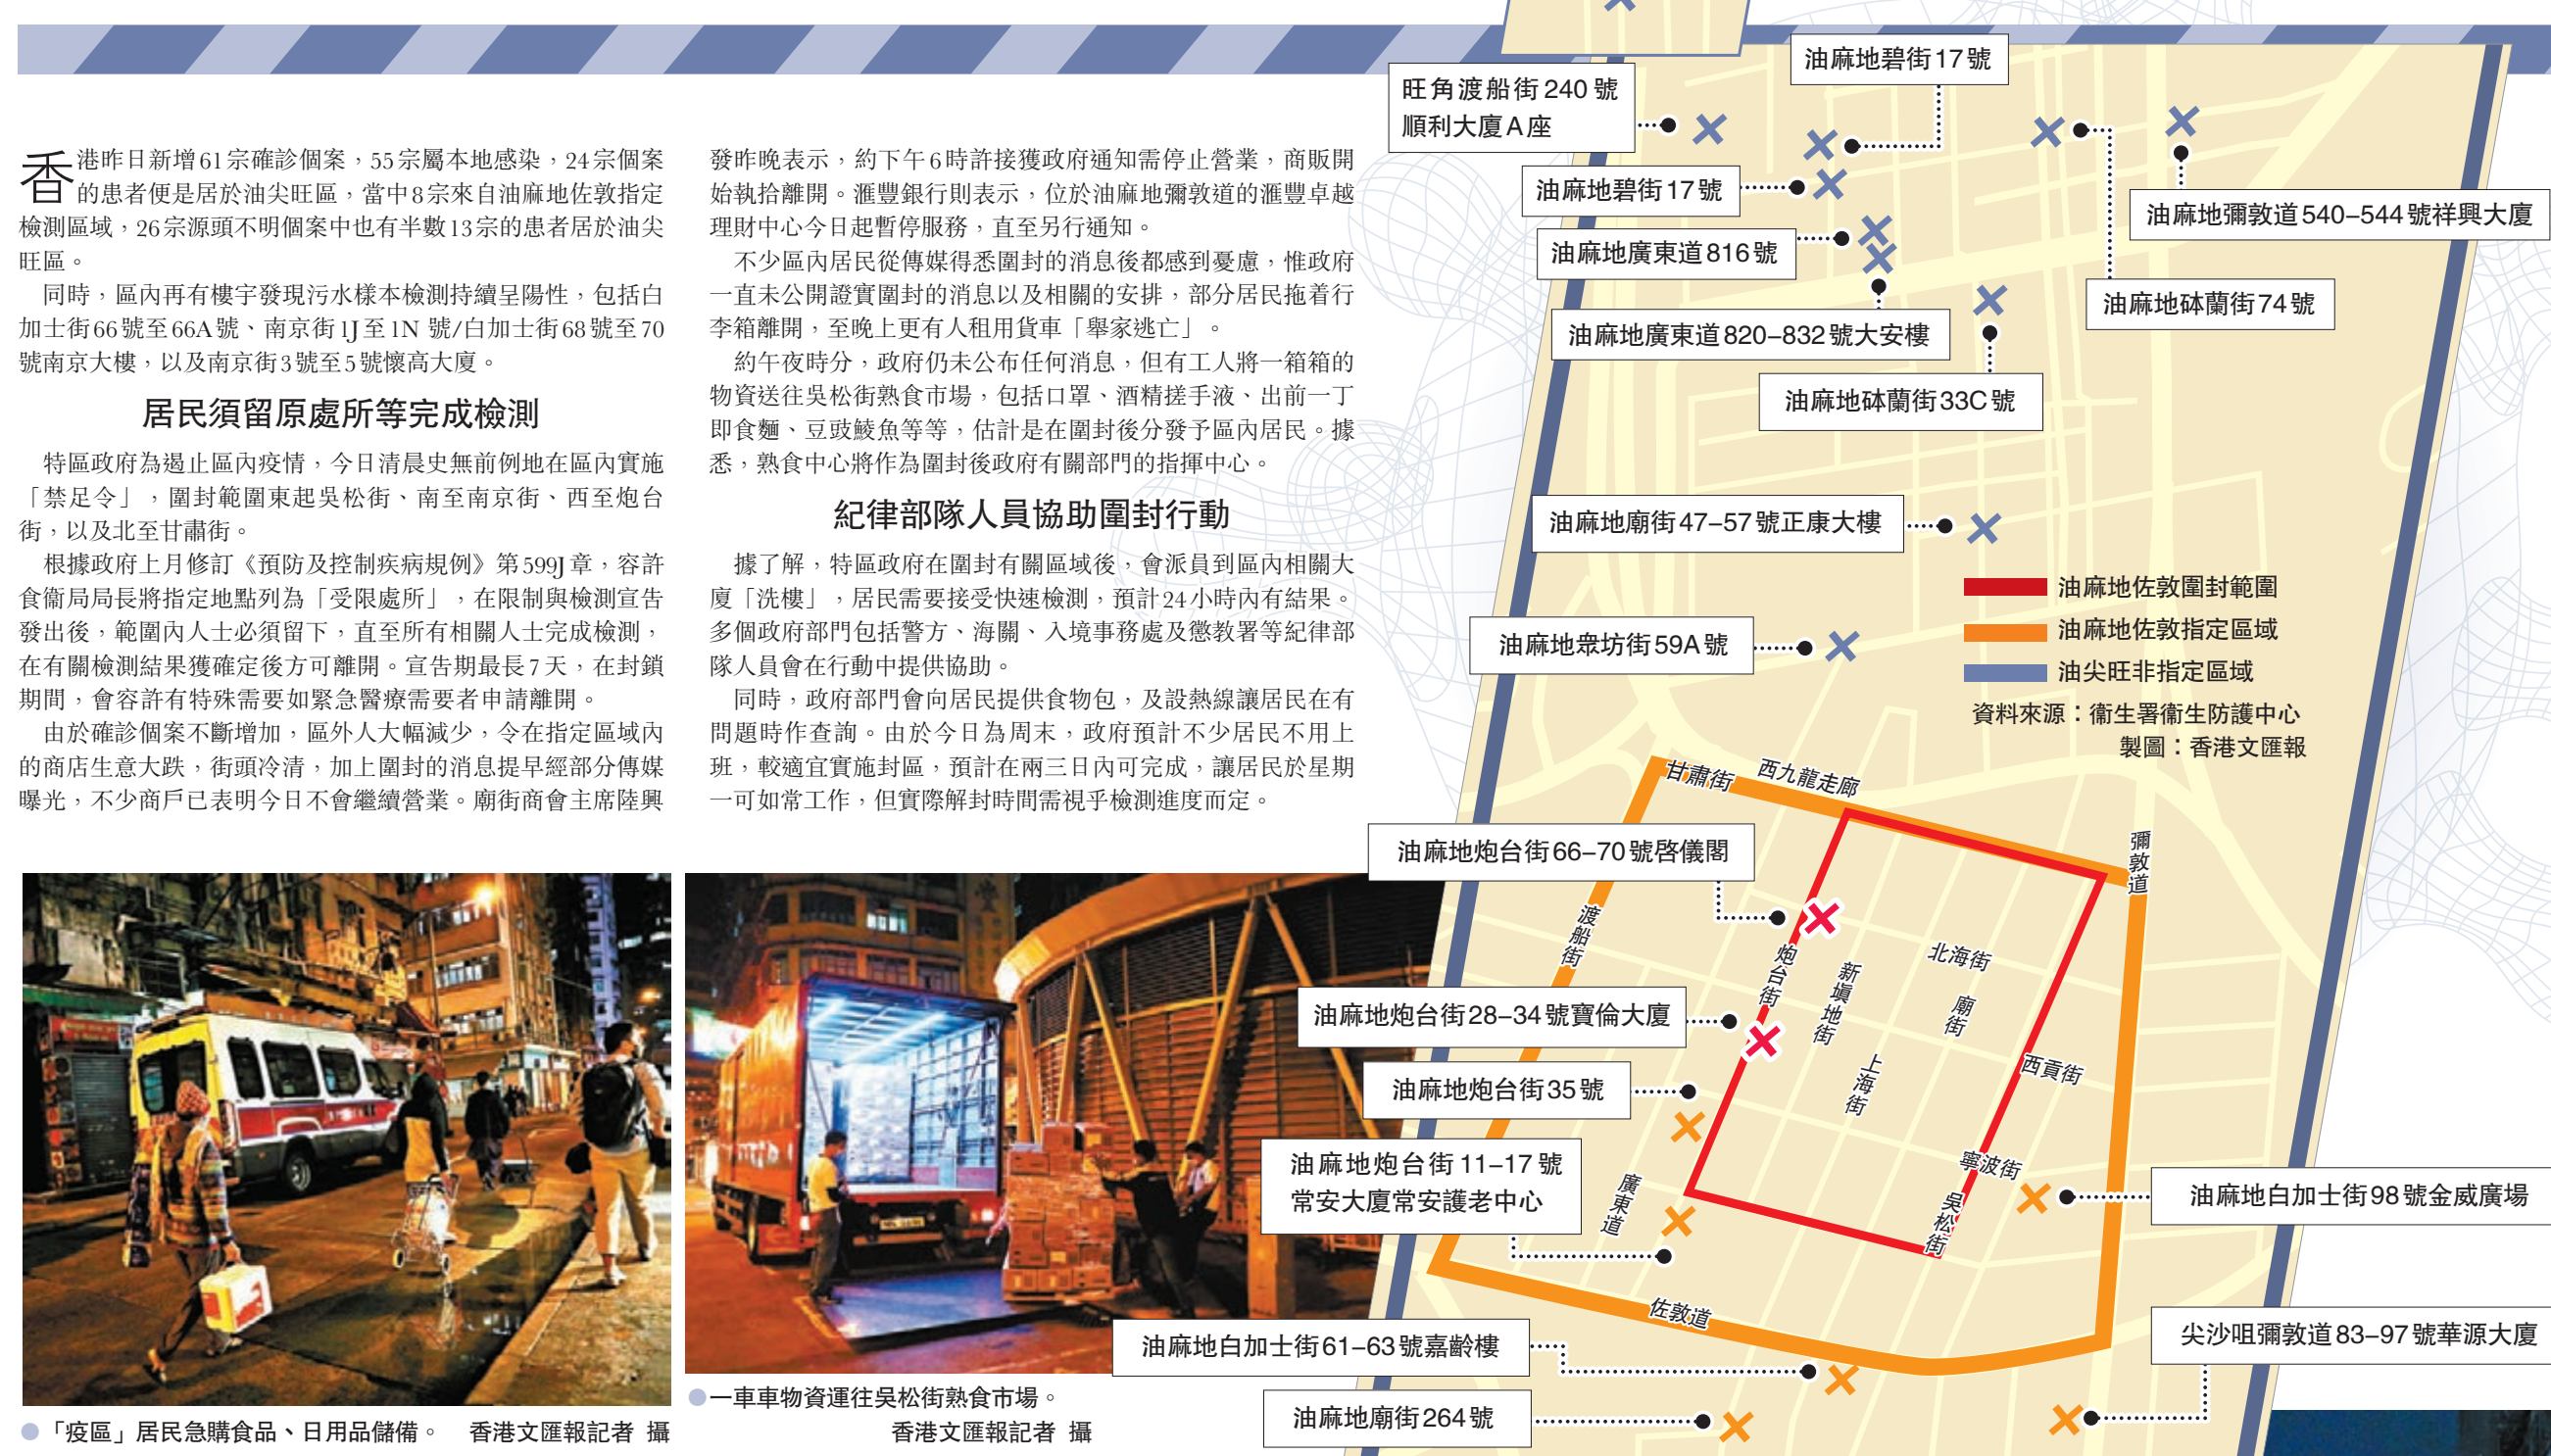 香港昨日新增61宗確診個案，55宗屬本地感染，24宗個案
的患者便是居於油尖旺區，當中8宗來自油麻地佐敦指定
檢測區域，26宗源頭不明個案中也有半數13宗的患者居於油尖
旺區。
同時，區內再有樓宇發現污水樣本檢測持續呈陽性，包括白
加士街66號至66A號、南京街1J至1N 號/白加士街68號至70
號南京大樓，以及南京街3號至5號懷高大廈。
居民須留原處所等完成檢測
特區政府為遏止區內疫情，今日清晨史無前例地在區內實施
「禁足令」，圍封範圍東起吳松街、南至南京街、西至炮台
街，以及北至甘肅街。
根據政府上月修訂《預防及控制疾病規例》第599J章，容許
食衞局局長將指定地點列為「受限處所」，在限制與檢測宣告
發出後，範圍內人士必須留下，直至所有相關人士完成檢測，
在有關檢測結果獲確定後方可離開。宣告期最長7天，在封鎖
期間，會容許有特殊需要如緊急醫療需要者申請離開。
由於確診個案不斷增加，區外人大幅減少，令在指定區域內
的商店生意大跌，街頭冷清，加上圍封的消息提早經部分傳媒
曝光，不少商戶已表明今日不會繼續營業。廟街商會主席陸興
發昨晚表示，約下午6時許接獲政府通知需停止營業，商販開
始執拾離開。滙豐銀行則表示，位於油麻地彌敦道的滙豐卓越
理財中心今日起暫停服務，直至另行通知。
不少區內居民從傳媒得悉圍封的消息後都感到憂慮，惟政府
一直未公開證實圍封的消息以及相關的安排，部分居民拖着行
李箱離開，至晚上更有人租用貨車「舉家逃亡」。
約午夜時分，政府仍未公布任何消息，但有工人將一箱箱的
物資送往吳松街熟食市場，包括口罩、酒精搓手液、出前一丁
即食麵、豆豉鯪魚等等，估計是在圍封後分發予區內居民。據
悉，熟食中心將作為圍封後政府有關部門的指揮中心。
紀律部隊人員協助圍封行動
據了解，特區政府在圍封有關區域後，會派員到區內相關大
廈「洗樓」，居民需要接受快速檢測，預計24小時內有結果。
多個政府部門包括警方、海關、入境事務處及懲教署等紀律部
隊人員會在行動中提供協助。
同時，政府部門會向居民提供食物包，及設熱線讓居民在有
問題時作查詢。由於今日為周末，政府預計不少居民不用上
班，較適宜實施封區，預計在兩三日內可完成，讓居民於星期
一可如常工作，但實際解封時間需視乎檢測進度而定。
●「疫區」居民急購食品、日用品儲備。 香港文匯報記者 攝
●一車車物資運往吳松街熟食市場。
香港文匯報記者 攝
旺角渡船街240號
順利大廈A座
油麻地碧街17號
油麻地碧街17號
油麻地彌敦道540–544號祥興大廈
油麻地廣東道816號
油麻地砵蘭街74號
油麻地廣東道820–832號大安樓
油麻地砵蘭街33C號
油麻地廟街47–57號正康大樓
油麻地佐敦圍封範圍
油麻地佐敦指定區域
油尖旺非指定區域
資料來源：衞生署衞生防護中心
製圖：香港文匯報
油麻地眾坊街59A號
甘肅街
西九龍走廊
彌敦道
油麻地炮台街66–70號啓儀閣
渡船街
炮台街
新塡地街
北海街
廟街
上海街
西貢街
油麻地炮台街28–34號寶倫大廈
油麻地炮台街35號
油麻地炮台街11–17號
常安大廈常安護老中心
廣東道
寧波街
吳松街
油麻地白加士街98號金威廣場
佐敦道
油麻地白加士街61–63號嘉齡樓
尖沙咀彌敦道83–97號華源大廈
油麻地廟街264號